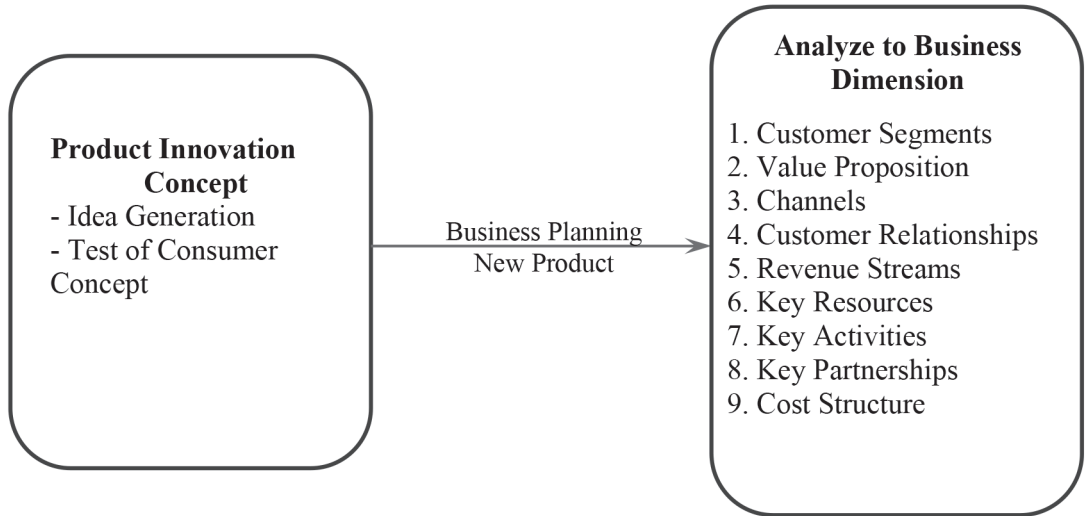 Product Innovation
Concept
- Idea Generation
- Test of Consumer
Concept
Business Planning
New Product
Analyze to Business
Dimension
1. Customer Segments
2. Value Proposition
3. Channels
4. Customer Relationships
5. Revenue Streams
6. Key Resources
7. Key Activities
8. Key Partnerships
9. Cost Structure